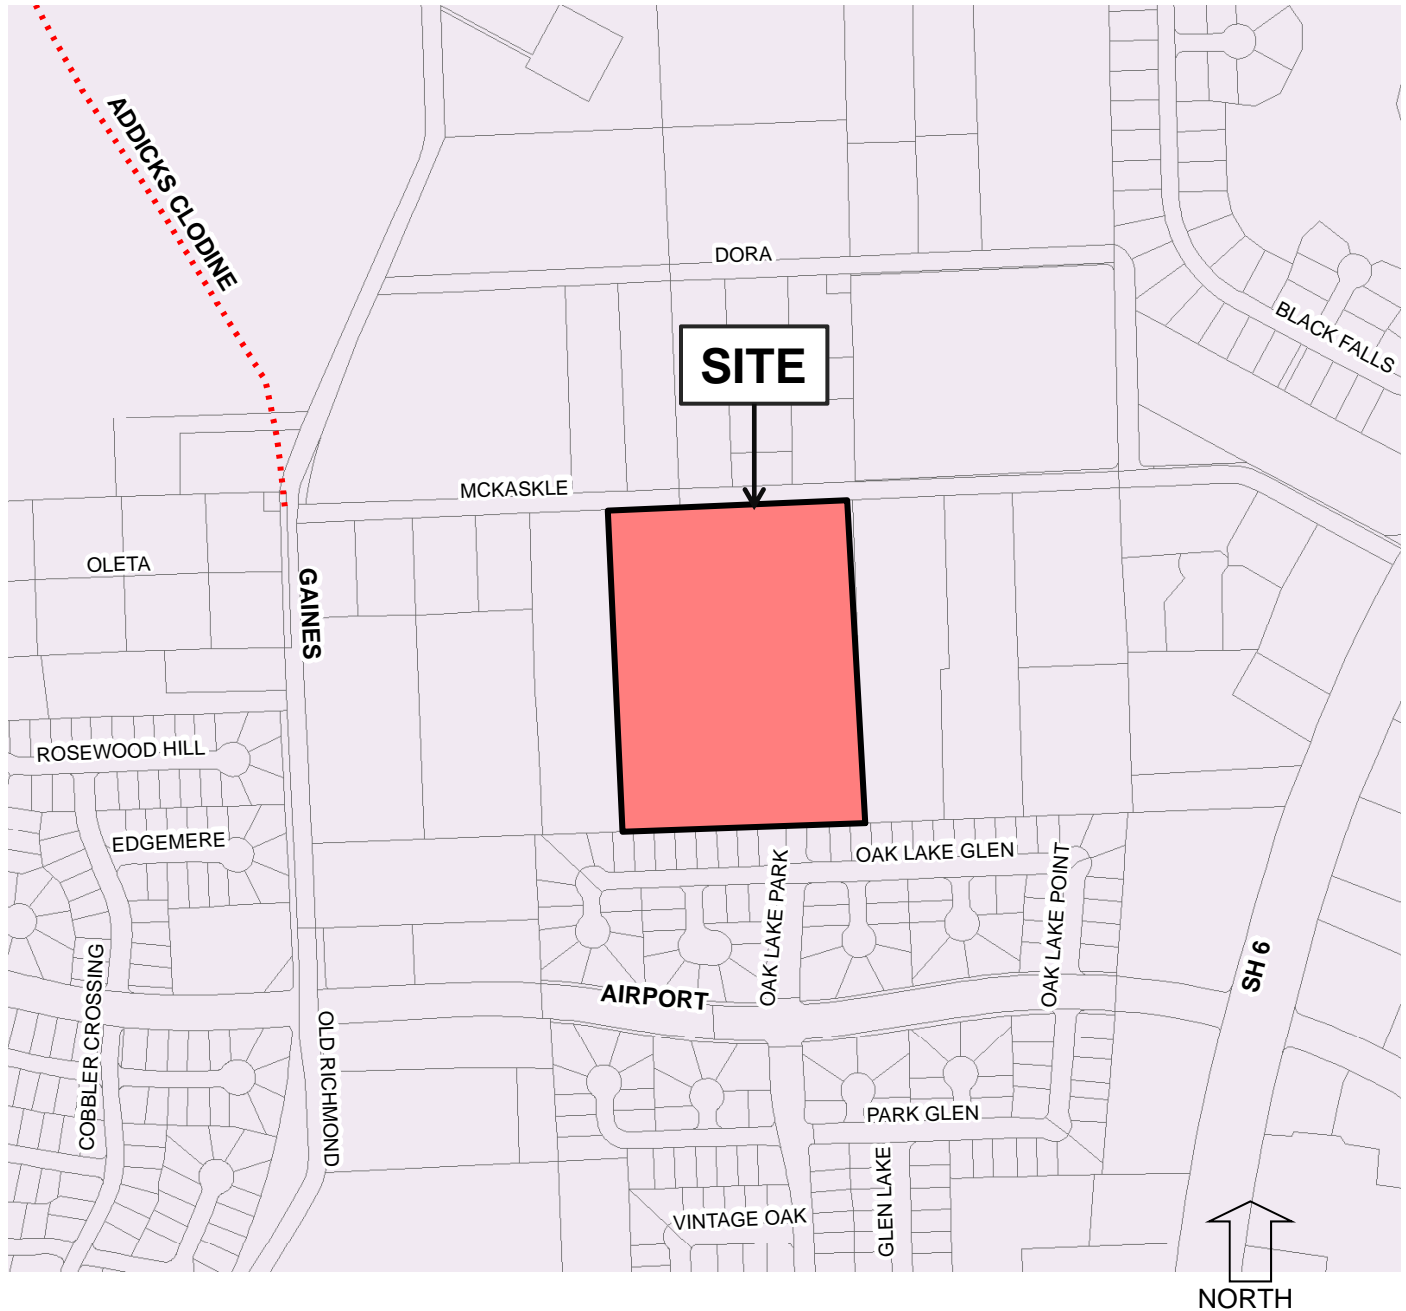 ADDICKS CLODINE
DORA
BLACK FALLS
SITE
MCKASKLE
OLETA
GAINES
ROSEWOOD HILL
EDGEMERE
OAK LAKE GLEN
OAK LAKE PARK
OAK LAKE POINT
COBBLER CROSSING
AIRPORT
SH 6
OLD RICHMOND
PARK GLEN
GLEN LAKE
VINTAGE OAK
NORTH